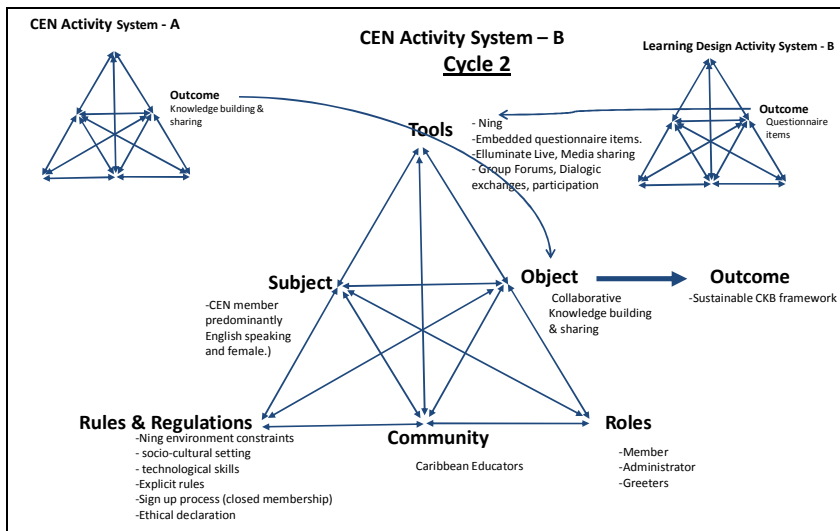 CEN Activity System - A
Outcome
Knowledge building &
sharing
CEN Activity System – B
Cycle 2
Learning Design Activity System - B
Outcome
Questionnaire
items
Tools
- Ning
- Embedded questionnaire items.
- Elluminate Live, Media sharing
- Group Forums, Dialogic
exchanges, participation
Subject
-CEN member
predominantly
English speaking
and female.)
Object
Collaborative
Knowledge building
& sharing
Outcome
-Sustainable CKB framework
Rules & Regulations
-Ning environment constraints
- socio-cultural setting
- technological skills
-Explicit rules
-Sign up process (closed membership)
-Ethical declaration
Community
Caribbean Educators
Roles
-Member
-Administrator
-Greeters